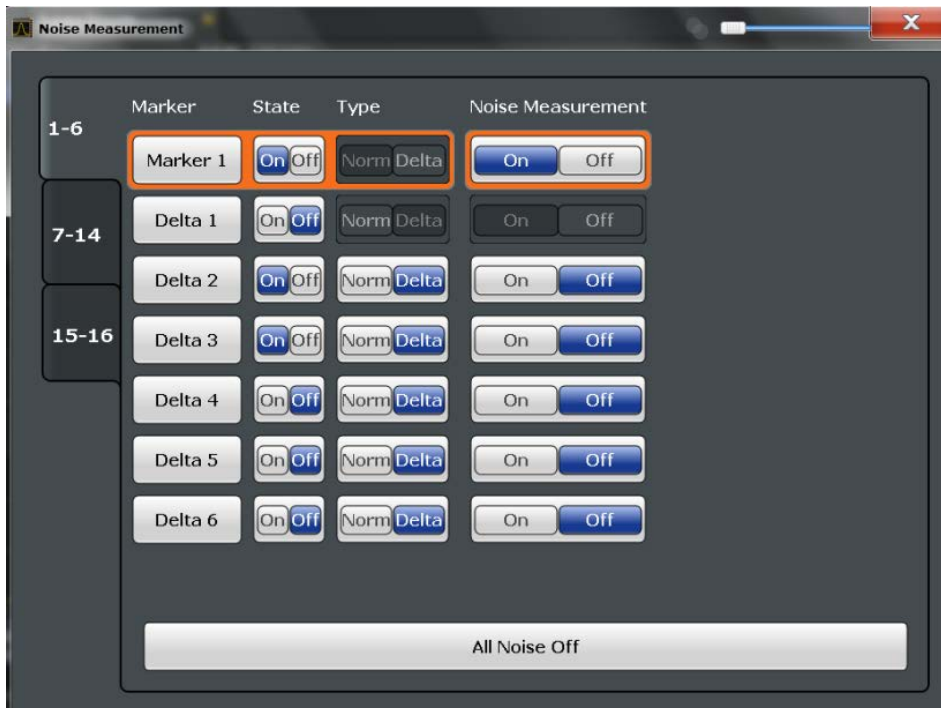 Noise Measurement
X
1-6
7-14
15-16
Marker State Type Noise Measurement
Marker 1 On Off Norm Delta On Off
Delta 1 On Off Norm Delta On Off
Delta 2 On Off Norm Delta On Off
Delta 3 On Off Norm Delta On Off
Delta 4 On Off Norm Delta On Off
Delta 5 On Off Norm Delta On Off
Delta 6 On Off Norm Delta On Off
All Noise Off